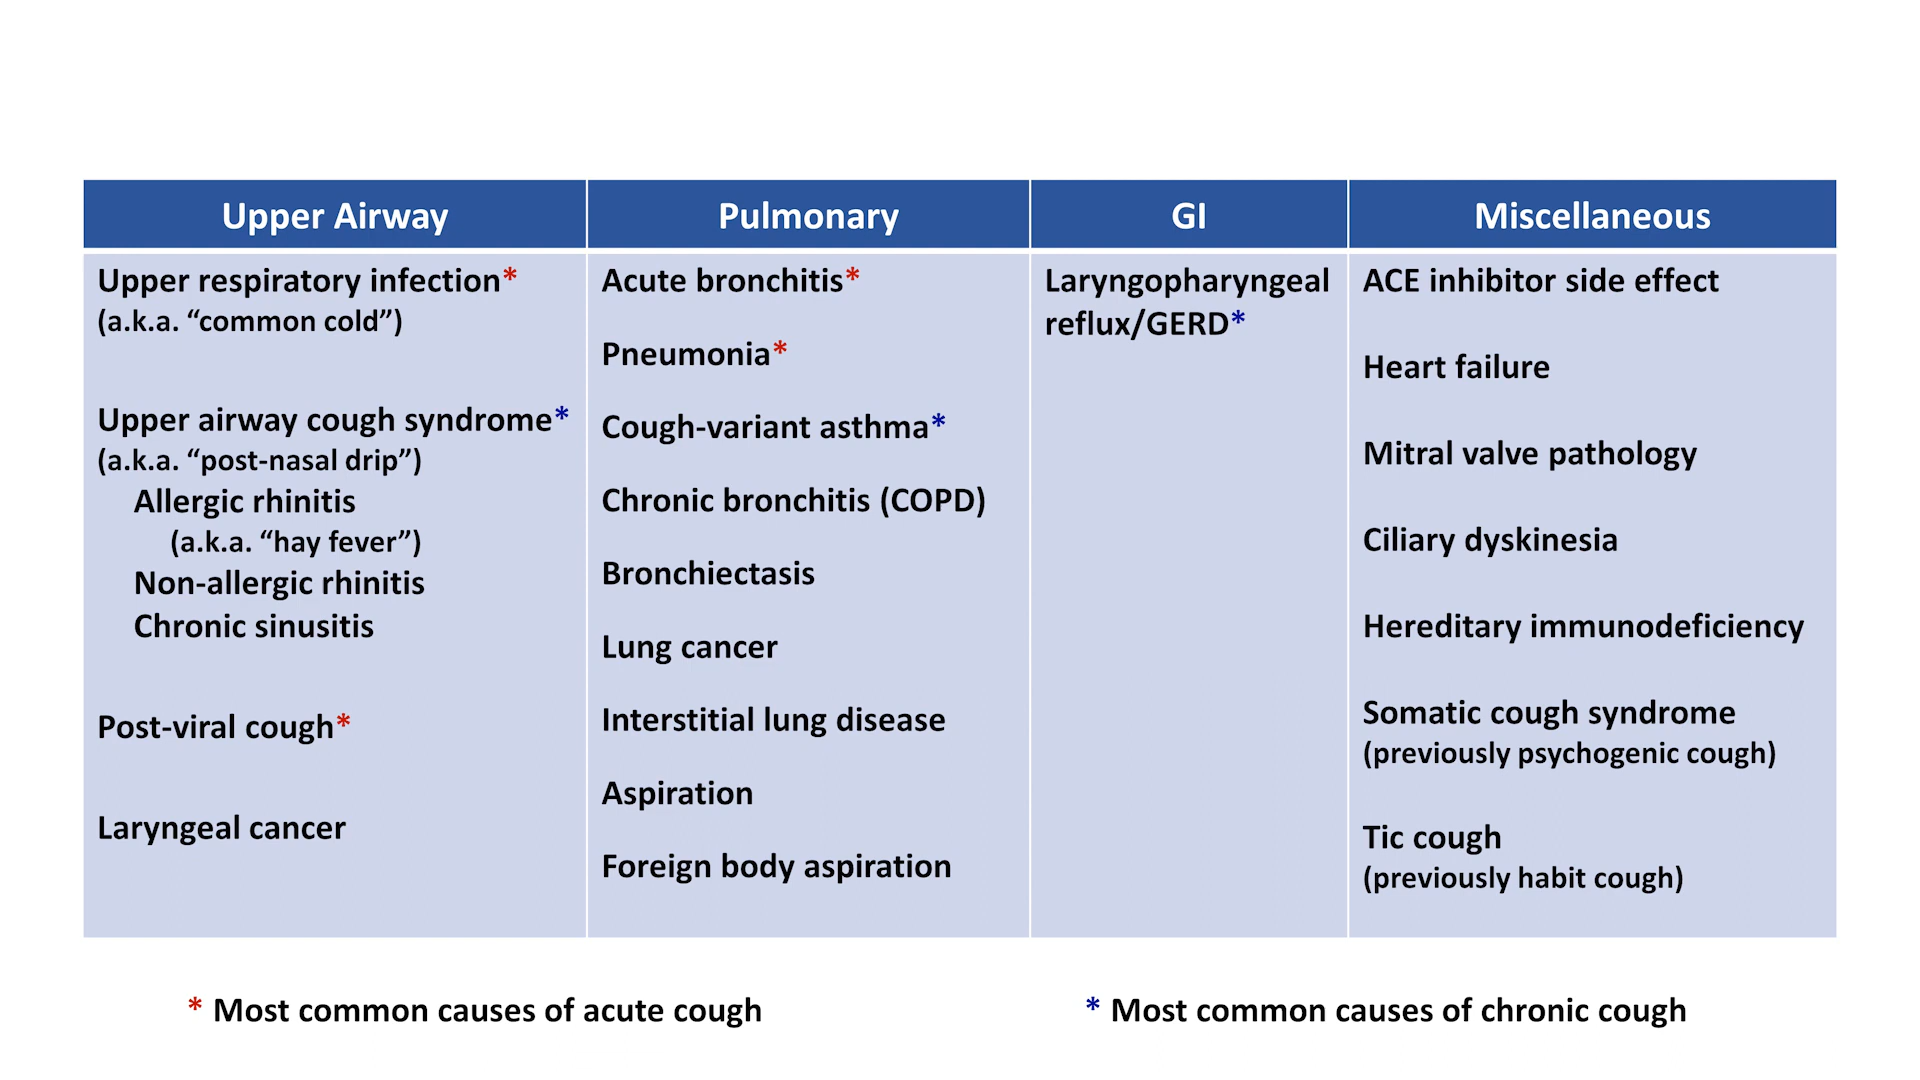 Upper Airway
Upper respiratory infection*
(a.k.a. “common cold”)
Upper airway cough syndrome*
(a.k.a. “post-nasal drip”)
Allergic rhinitis
(a.k.a. “hay fever”)
Non-allergic rhinitis
Chronic sinusitis
Post-viral cough*
Laryngeal cancer
Pulmonary
Acute bronchitis*
Pneumonia*
Cough-variant asthma*
Chronic bronchitis (COPD)
Bronchiectasis
Lung cancer
Interstitial lung disease
Aspiration
Foreign body aspiration
GI
Laryngopharyngeal
reflux/GERD*
Miscellaneous
ACE inhibitor side effect
Heart failure
Mitral valve pathology
Ciliary dyskinesia
Hereditary immunodeficiency
Somatic cough syndrome
(previously psychogenic cough)
Tic cough
(previously habit cough)
* Most common causes of acute cough
* Most common causes of chronic cough